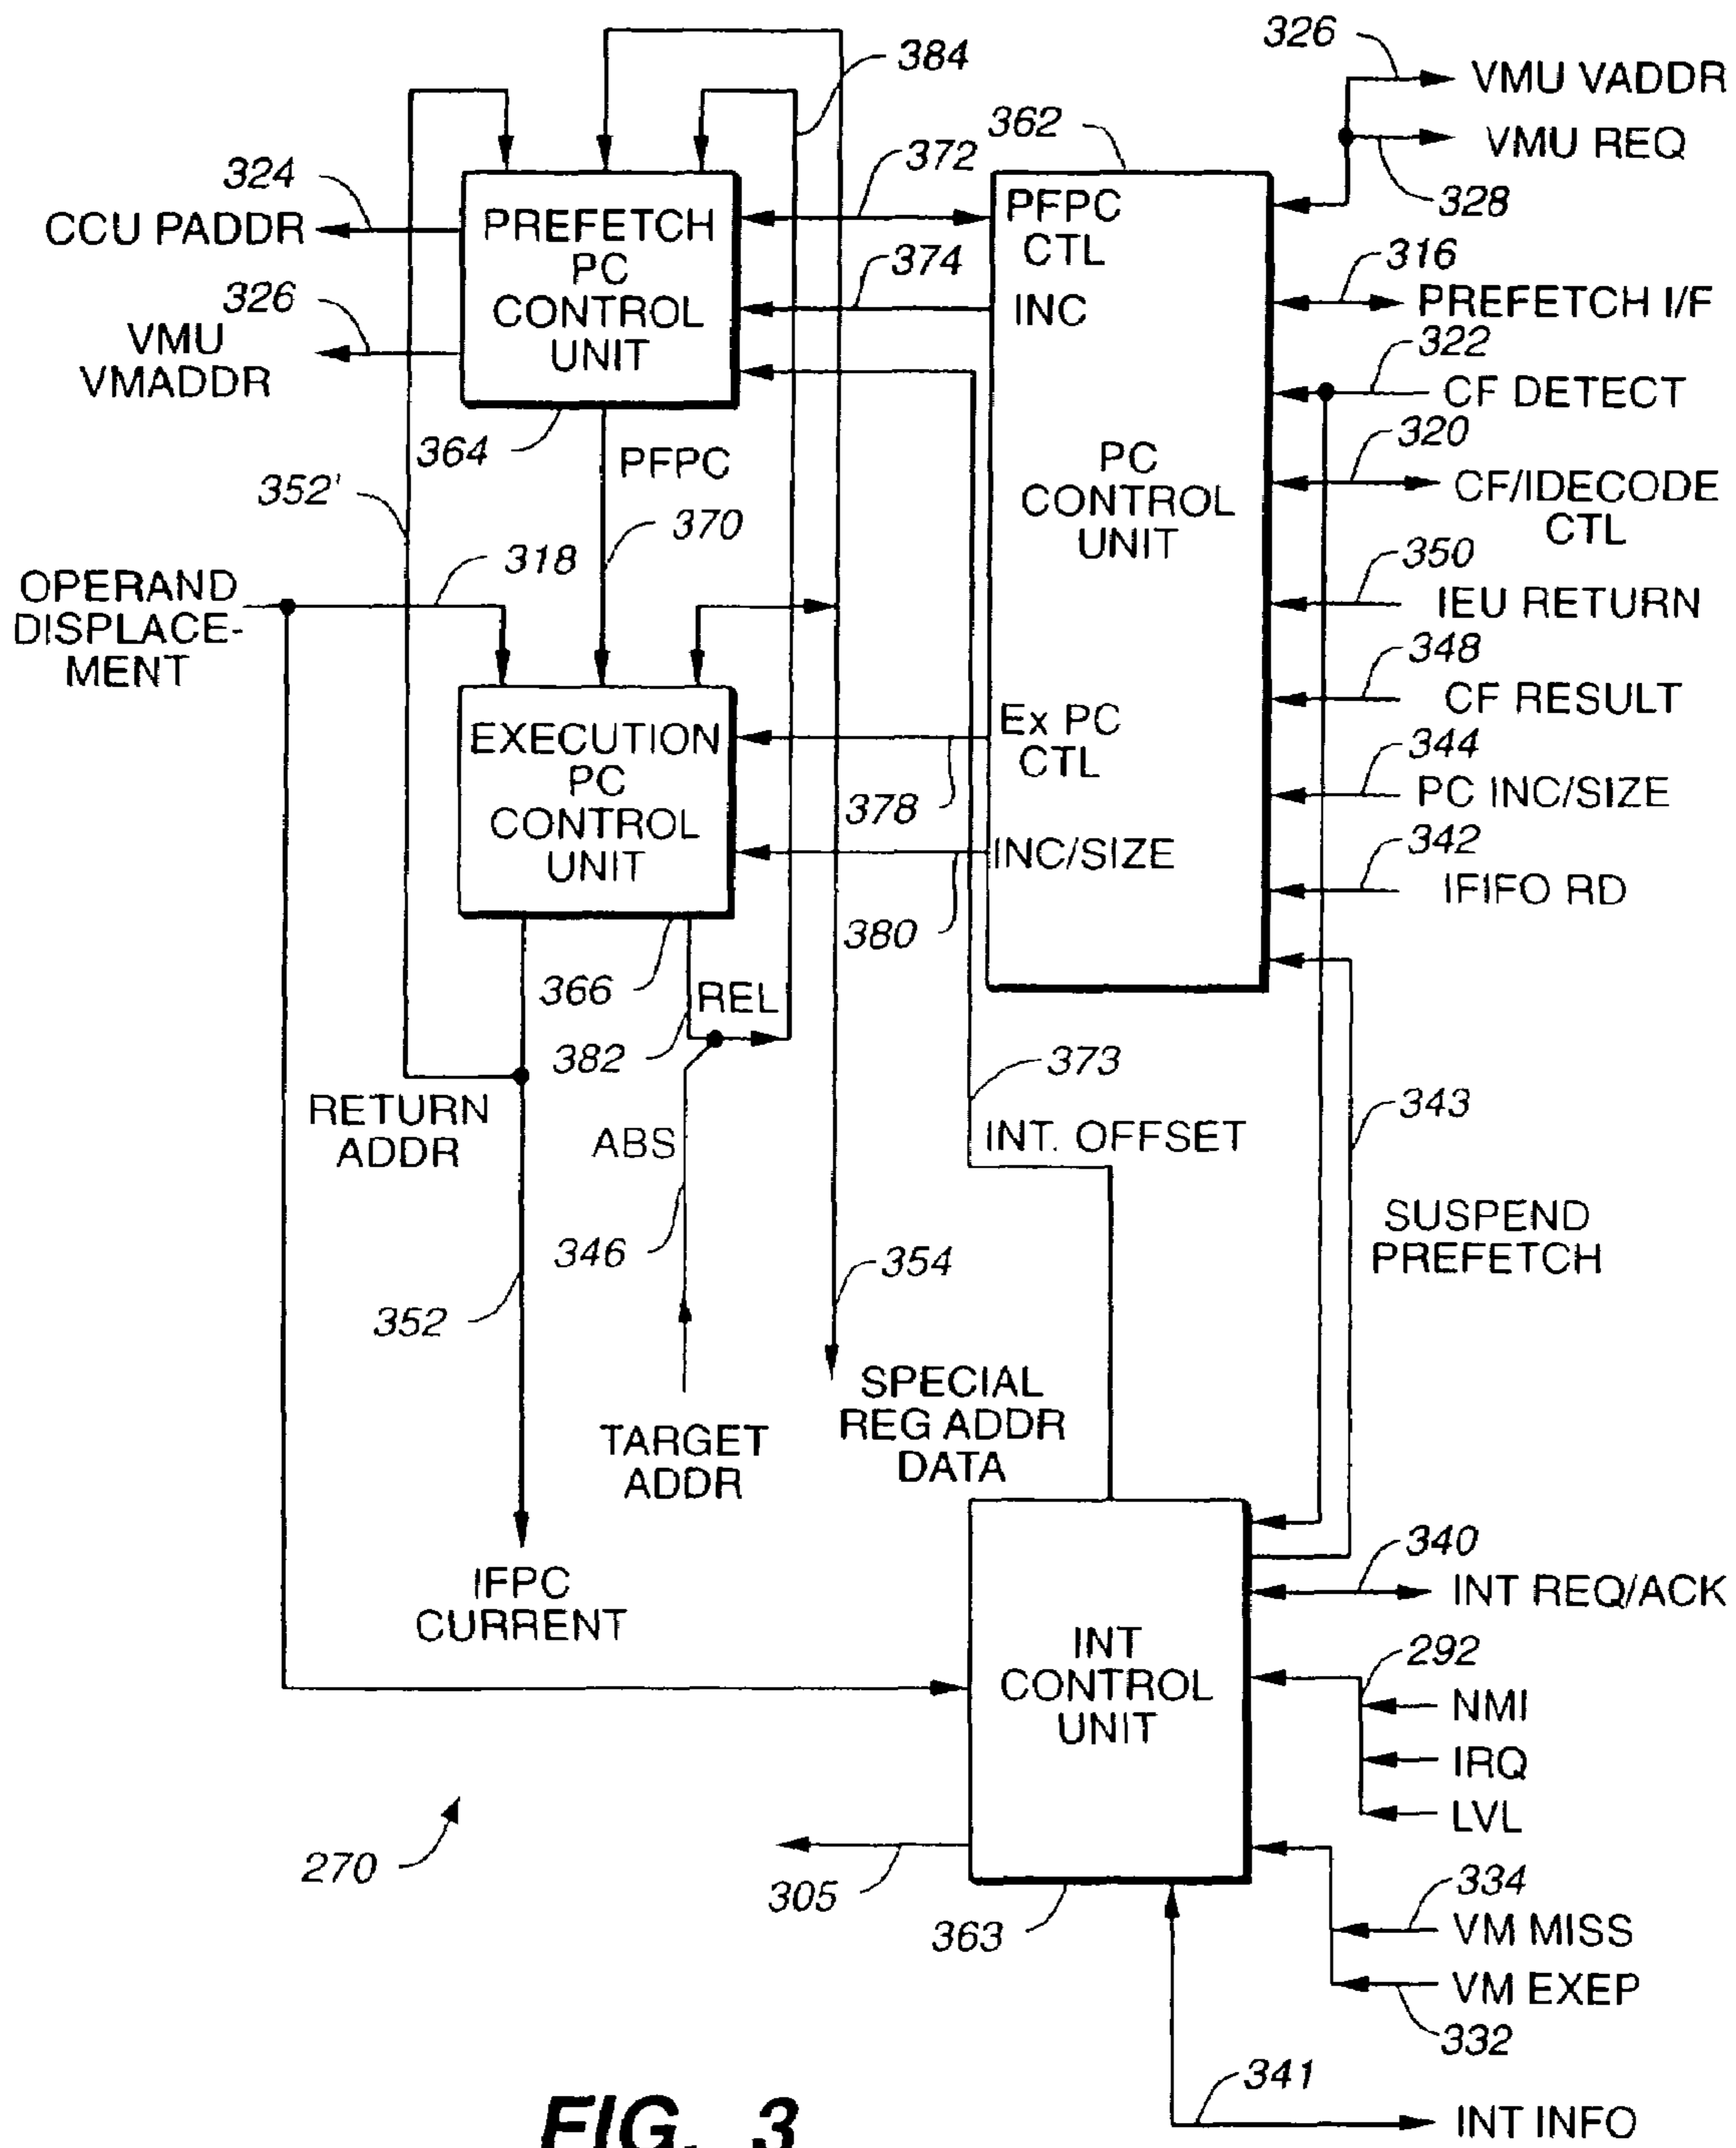 326
VMU VADDR
VMU REQ
328
384
362
372
324
CCU PADDR
PREFETCH
PC
CONTROL
UNIT
PFPC
CTL
374
INC
316
PREFETCH I/F
326
VMU
VMADDR
322
CF DETECT
364
PFPC
320
CF/IDECODE
CTL
PC
CONTROL
UNIT
352'
370
318
OPERAND
DISPLACE-
MENT
350
IEU RETURN
348
CF RESULT
EXECUTION
PC
CONTROL
UNIT
Ex PC
CTL
378
344
PC INC/SIZE
INC/SIZE
380
342
IFIFO RD
366
REL
382
373
343
RETURN
ADDR
ABS
INT. OFFSET
346
SUSPEND
PREFETCH
352
354
TARGET
ADDR
SPECIAL
REG ADDR
DATA
IFPC
CURRENT
340
INT REQ/ACK
INT
CONTROL
UNIT
292
NMI
IRQ
LVL
270
305
363
334
VM MISS
VM EXEP
332
341
INT INFO
FIG. 3